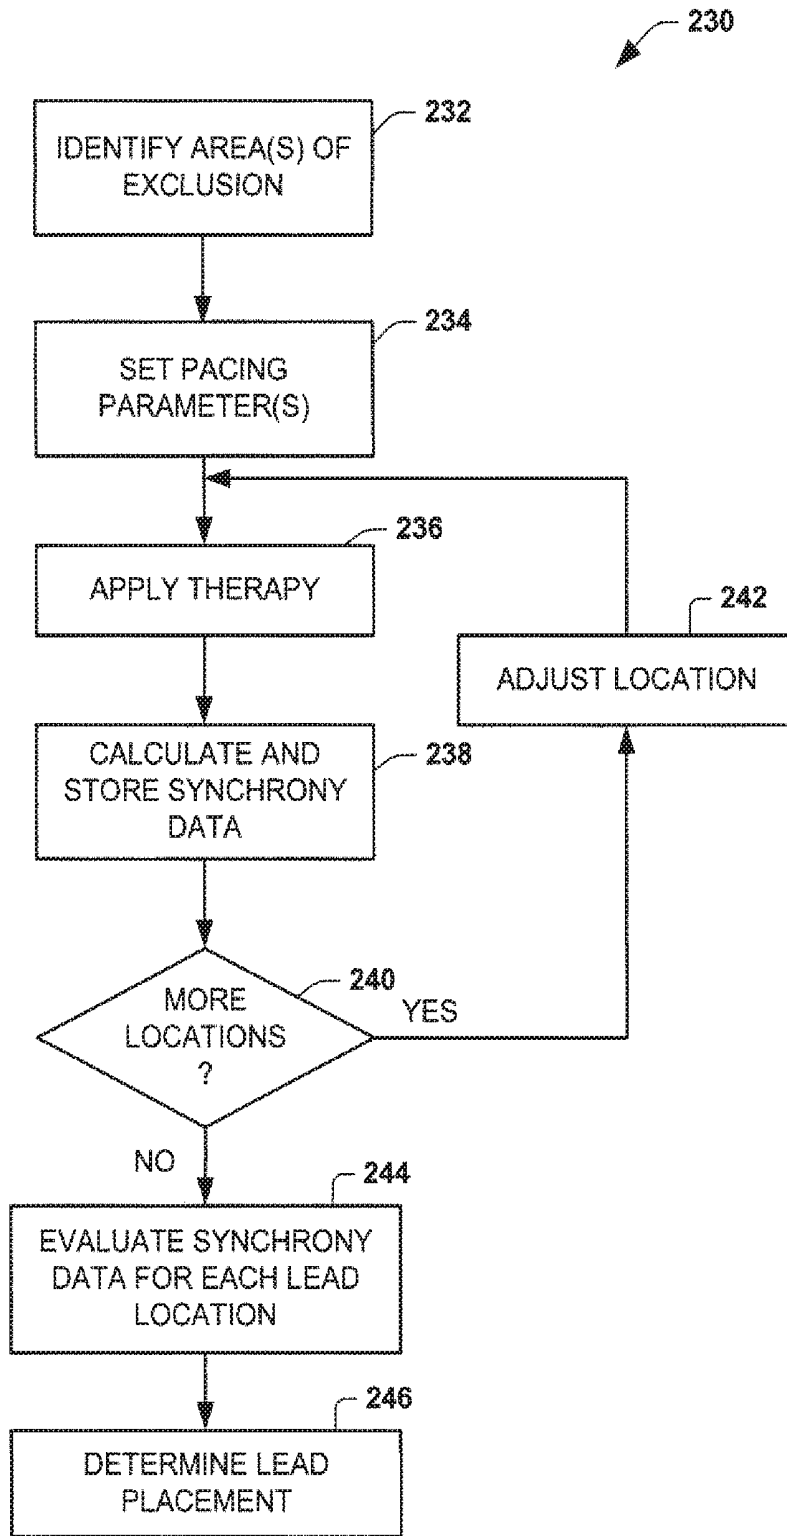 230
232
IDENTIFY AREA(S) OF
EXCLUSION
234
SET PACING
PARAMETER(S)
236
APPLY THERAPY
242
ADJUST LOCATION
238
CALCULATE AND
STORE SYNCHRONY
DATA
240
MORE
LOCATIONS
?
YES
NO
244
EVALUATE SYNCHRONY
DATA FOR EACH LEAD
LOCATION
246
DETERMINE LEAD
PLACEMENT